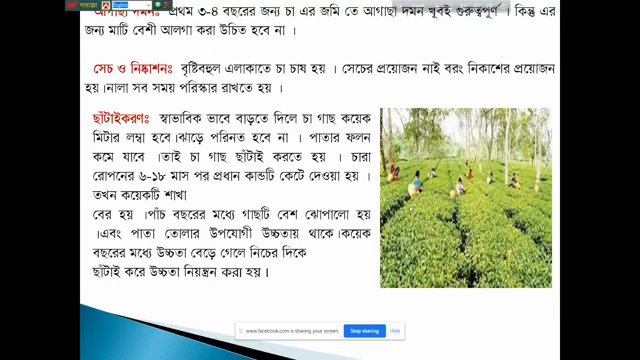 আগাছা দমনঃ প্রথম ৩-৪ বছরের জন্য চা এর জমি তে আগাছা দমন খুবই গুরুত্বপূর্ণ । কিন্তু এর
জন্য মাটি বেশী আলগা করা উচিত হবে না ।
সেচ ও নিষ্কাশনঃ বৃষ্টিবহুল এলাকাতে চা চাষ হয় । সেচের প্রয়োজন নাই বরং নিকাশের প্রয়োজন
হয়।নালা সব সময় পরিস্কার রাখতে হয় ।
ছাঁটাইকরণঃ স্বাভাবিক ভাবে বাড়তে দিলে চা গাছ কয়েক
মিটার লম্বা হবে।ঝাড়ে পরিনত হবে না । পাতার ফলন
কমে যাবে ।তাই চা গাছ ছাঁটাই করতে হয় । চারা
রোপনের ৬-১৮ মাস পর প্রধান কান্ডটি কেটে দেওয়া হয় ।
তখন কয়েকটি শাখা
বের হয় ।পাঁচ বছরের মধ্যে গাছটি বেশ ঝোপালো হয়
।এবং পাতা তোলার উপযোগী উচ্চতায় থাকে।কয়েক
বছরের মধ্যে উচ্চতা বেড়ে গেলে নিচের দিকে
ছাঁটাই করে উচ্চতা নিয়ন্ত্রন করা হয়।
www.facebook.com is sharing your screen.
Stop sharing
Hide